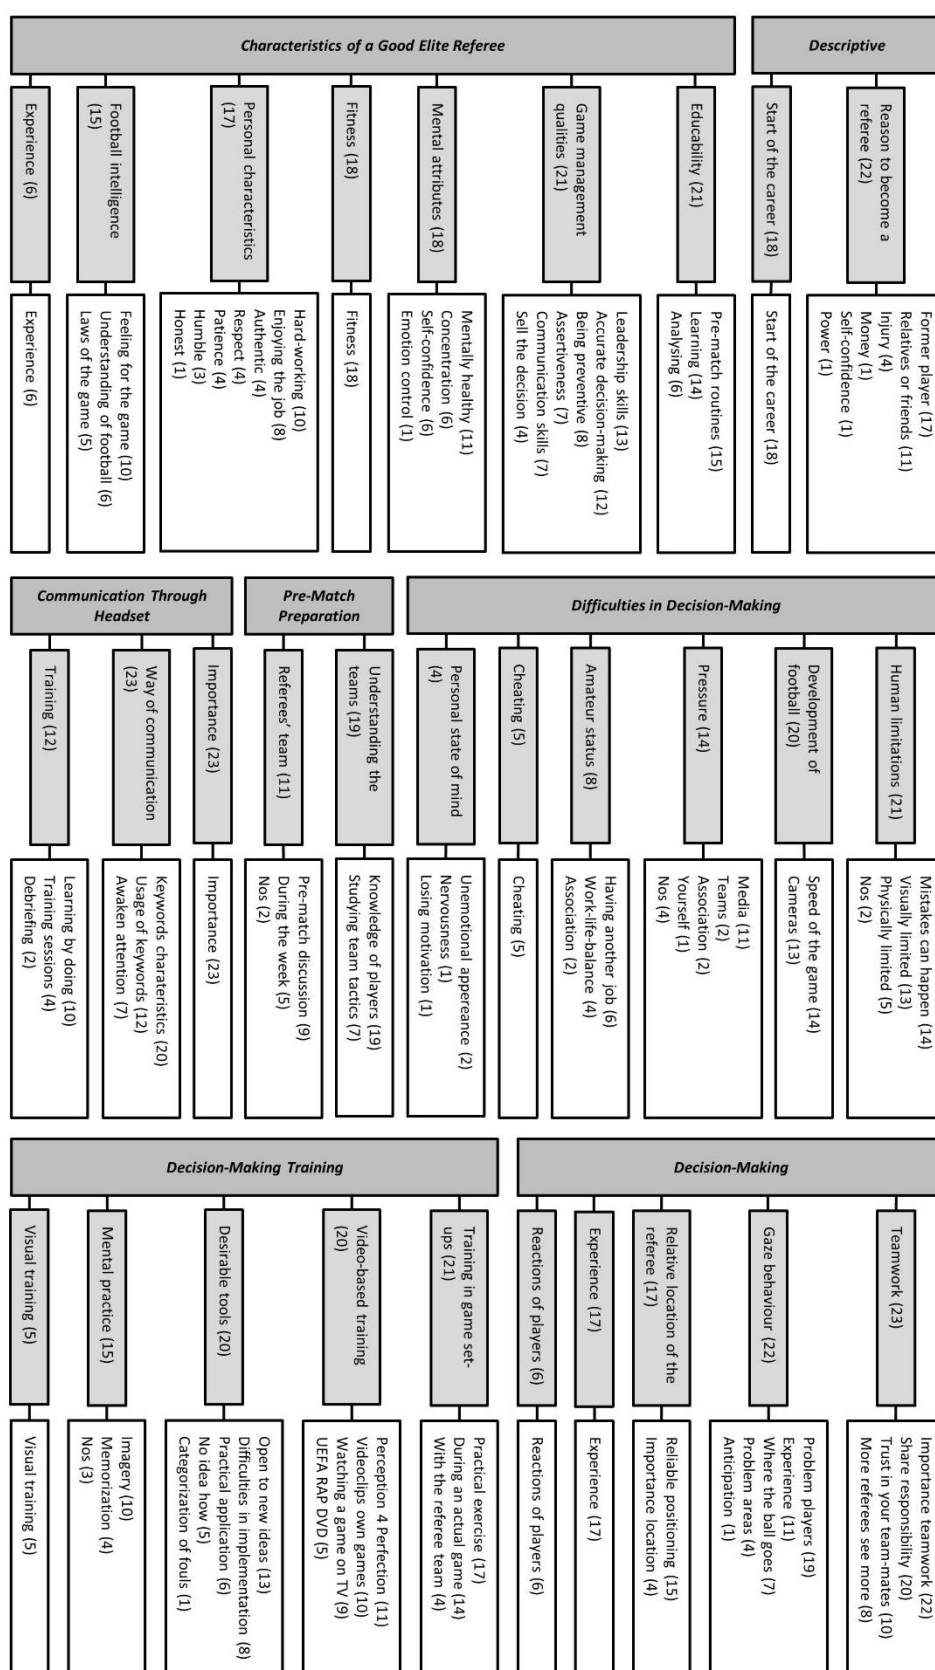 Descriptive
Reason to become a
referee (22)
Former player (17)
Relatives or friends (11)
Injury (4)
Money (1)
Self-confidence (1)
Power (1)
Start of the career (18)
Start of the career (18)
Characteristics of a Good Elite Referee
Educability (21)
Pre-match routines (15)
Learning (14)
Analysing (6)
Game management
qualities (21)
Leadership skills (13)
Accurate decision-making (12)
Being preventive (8)
Assertiveness (7)
Communication skills (7)
Sell the decision (4)
Mental attributes (18)
Mentally healthy (11)
Concentration (6)
Self-confidence (6)
Emotion control (1)
Fitness (18)
Fitness (18)
Personal characteristics
(17)
Hard-working (10)
Enjoying the job (8)
Authentic (4)
Respect (4)
Patience (4)
Humble (3)
Honest (1)
Football intelligence
(15)
Feeling for the game (10)
Understanding of football (6)
Laws of the game (5)
Experience (6)
Experience (6)
Difficulties in Decision-Making
Human limitations (21)
Mistakes can happen (14)
Visually limited (13)
Physically limited (5)
Nos (2)
Development of
football (20)
Speed of the game (14)
Cameras (13)
Pressure (14)
Media (11)
Teams (2)
Association (2)
Yourself (1)
Nos (4)
Amateur status (8)
Having another job (6)
Work-life-balance (4)
Association (2)
Cheating (5)
Cheating (5)
Personal state of mind
(4)
Unemotional appereance (2)
Nervousness (1)
Losing motivation (1)
Pre-Match
Preparation
Understanding the
teams (19)
Knowledge of players (19)
Studying team tactics (7)
Referees' team (11)
Pre-match discussion (9)
During the week (5)
Nos (2)
Communication Through
Headset
Importance (23)
Importance (23)
Way of communication
(23)
Keywords charateristics (20)
Usage of keywords (12)
Awaken attention (7)
Training (12)
Learning by doing (10)
Training sessions (4)
Debriefing (2)
Decision-Making
Teamwork (23)
Importance teamwork (22)
Share responsibility (20)
Trust in your team-mates (10)
More referees see more (8)
Gaze behaviour (22)
Problem players (19)
Experience (11)
Where the ball goes (7)
Problem areas (4)
Anticipation (1)
Relative location of the
referee (17)
Reliable positioning (15)
Importance location (4)
Experience (17)
Experience (17)
Reactions of players (6)
Reactions of players (6)
Decision-Making Training
Training in game set-
ups (21)
Practical exercise (17)
During an actual game (14)
With the referee team (4)
Video-based training
(20)
Perception 4 Perfection (11)
Videoclips own games (10)
Watching a game on TV (9)
UEFA RAP DVD (5)
Desirable tools (20)
Open to new ideas (13)
Difficulties in implementation (8)
Practical application (6)
No idea how (5)
Categorization of fouls (1)
Mental practice (15)
Imagery (10)
Memorization (4)
Nos (3)
Visual training (5)
Visual training (5)